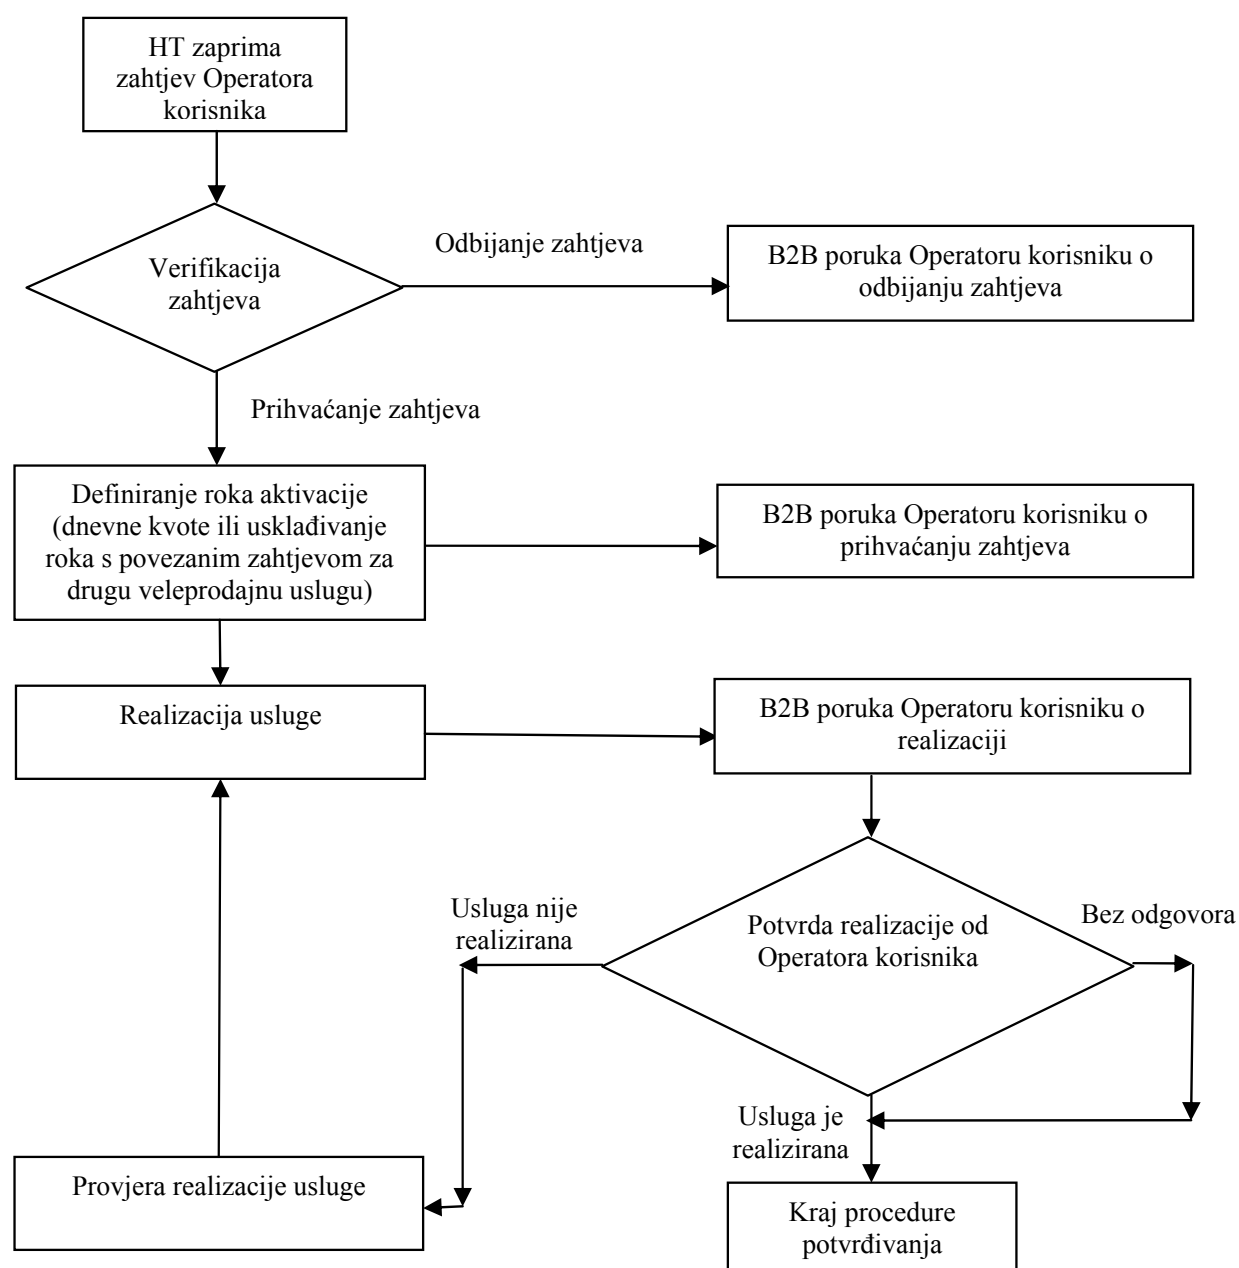 HT zaprima
zahtjev Operatora
korisnika
Verifikacija
zahtjeva
Odbijanje zahtjeva
B2B poruka Operatoru korisniku o
odbijanju zahtjeva
Prihvaćanje zahtjeva
Definiranje roka aktivacije
(dnevne kvote ili usklađivanje
roka s povezanim zahtjevom za
drugu veleprodajnu uslugu)
B2B poruka Operatoru korisniku o
prihvaćanju zahtjeva
Realizacija usluge
B2B poruka Operatoru korisniku o
realizaciji
Usluga nije
realizirana
Potvrda realizacije od
Operatora korisnika
Bez odgovora
Usluga je
realizirana
Provjera realizacije usluge
Kraj procedure
potvrđivanja